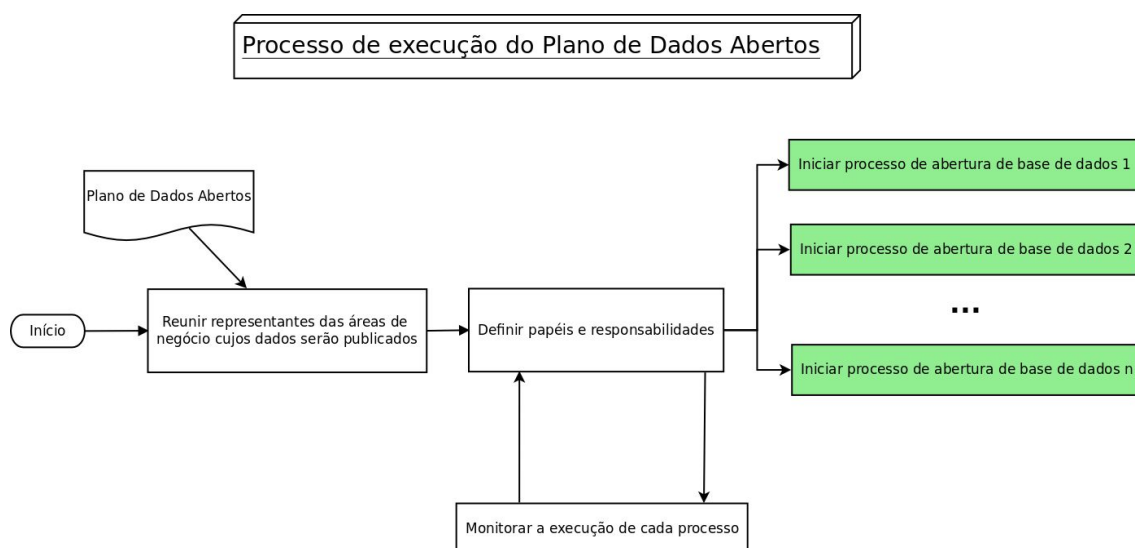 Processo de execução do Plano de Dados Abertos
Plano de Dados Abertos
Início
Reunir representantes das áreas de
negócio cujos dados serão publicados
Definir papéis e responsabilidades
Iniciar processo de abertura de base de dados 1
Iniciar processo de abertura de base de dados 2
...
Iniciar processo de abertura de base de dados n
Monitorar a execução de cada processo